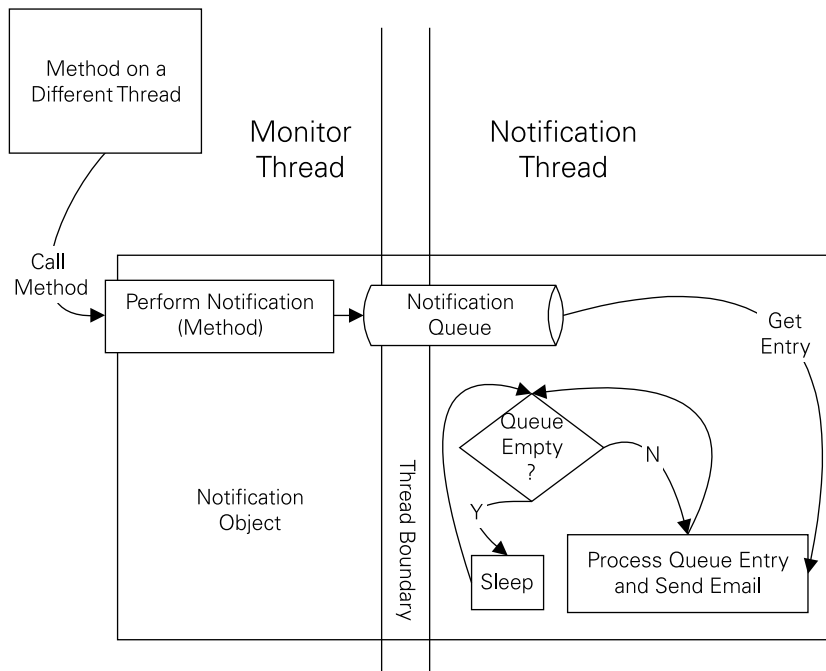 Method on a
Different Thread
Monitor
Thread
Notification
Thread
Call
Method
Perform Notification
(Method)
Notification
Queue
Get
Entry
Queue
Empty
?
N
Y
Notification
Object
Thread Boundary
Sleep
Process Queue Entry
and Send Email